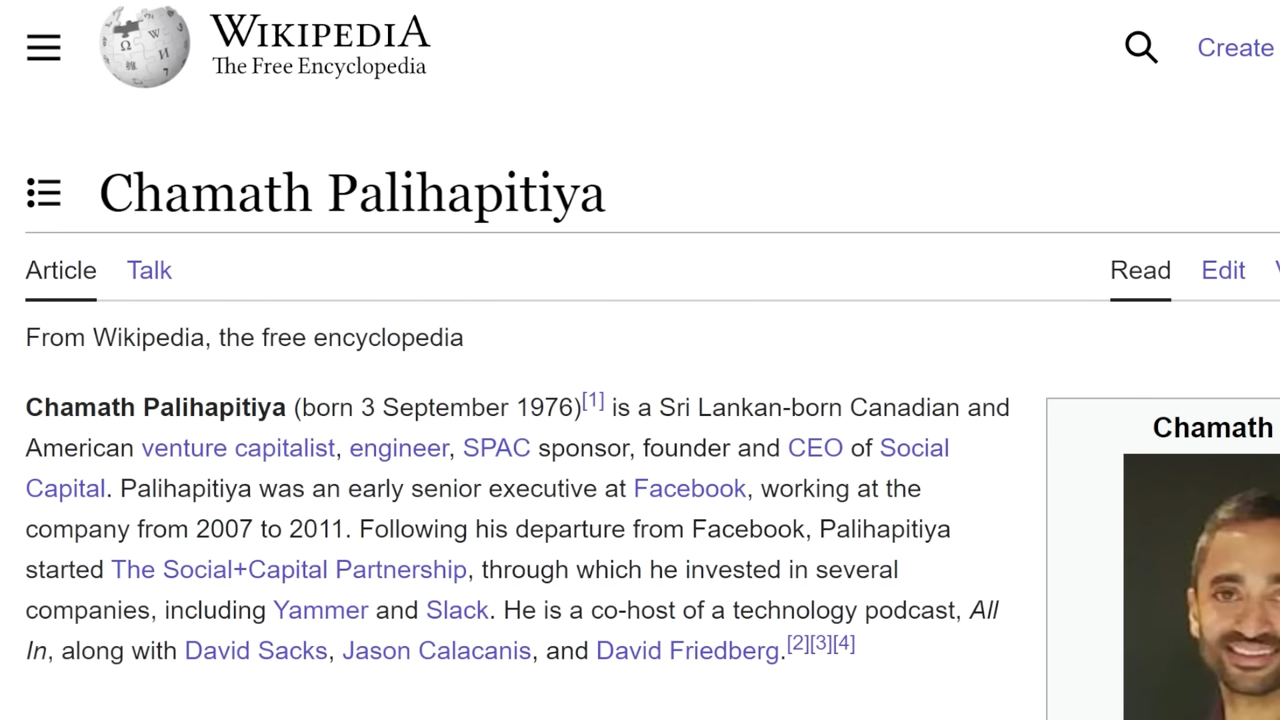 WIKIPEDIA
The Free Encyclopedia
Create
Chamath Palihapitiya
Article Talk
Read Edit
From Wikipedia, the free encyclopedia
Chamath Palihapitiya (born 3 September 1976)[1] is a Sri Lankan-born Canadian and
American venture capitalist, engineer, SPAC sponsor, founder and CEO of Social
Capital. Palihapitiya was an early senior executive at Facebook, working at the
company from 2007 to 2011. Following his departure from Facebook, Palihapitiya
started The Social+Capital Partnership, through which he invested in several
companies, including Yammer and Slack. He is a co-host of a technology podcast, All
In, along with David Sacks, Jason Calacanis, and David Friedberg.[2][3][4]
Chamath